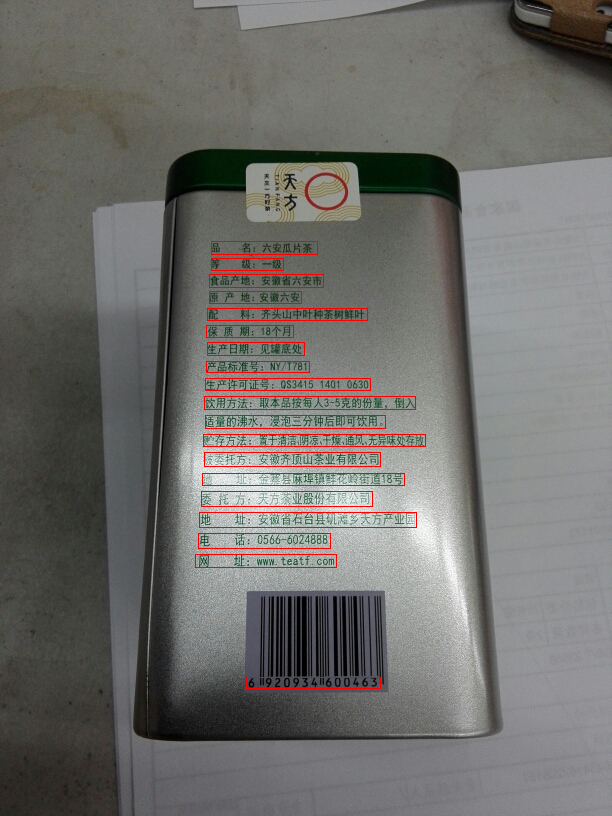 天方
TIAN FANG
品 名：六安瓜片茶
等 级：一级
食品产地：安徽省六安市
原 产 地：安徽六安
配 料：齐头山中叶种茶树鲜叶
保 质 期：18个月
生产日期：见罐底处
产品标准号：NY/T781
生产许可证号：QS3415 1401 0630
饮用方法：取本品按每人3-5克的份量，倒入
适量的沸水，浸泡三分钟后即可饮用。
贮存方法：置于清洁、阴凉、干燥、通风、无异味处存放
被委托方：安徽齐顶山茶业有限公司
地 址：金寨县麻埠镇鲜花岭街道18号
委 托 方：天方茶业股份有限公司
地 址：安徽省石台县矶滩乡天方产业园
电 话：0566-6024888
网 址：www.teatf.com
6 920934 600463